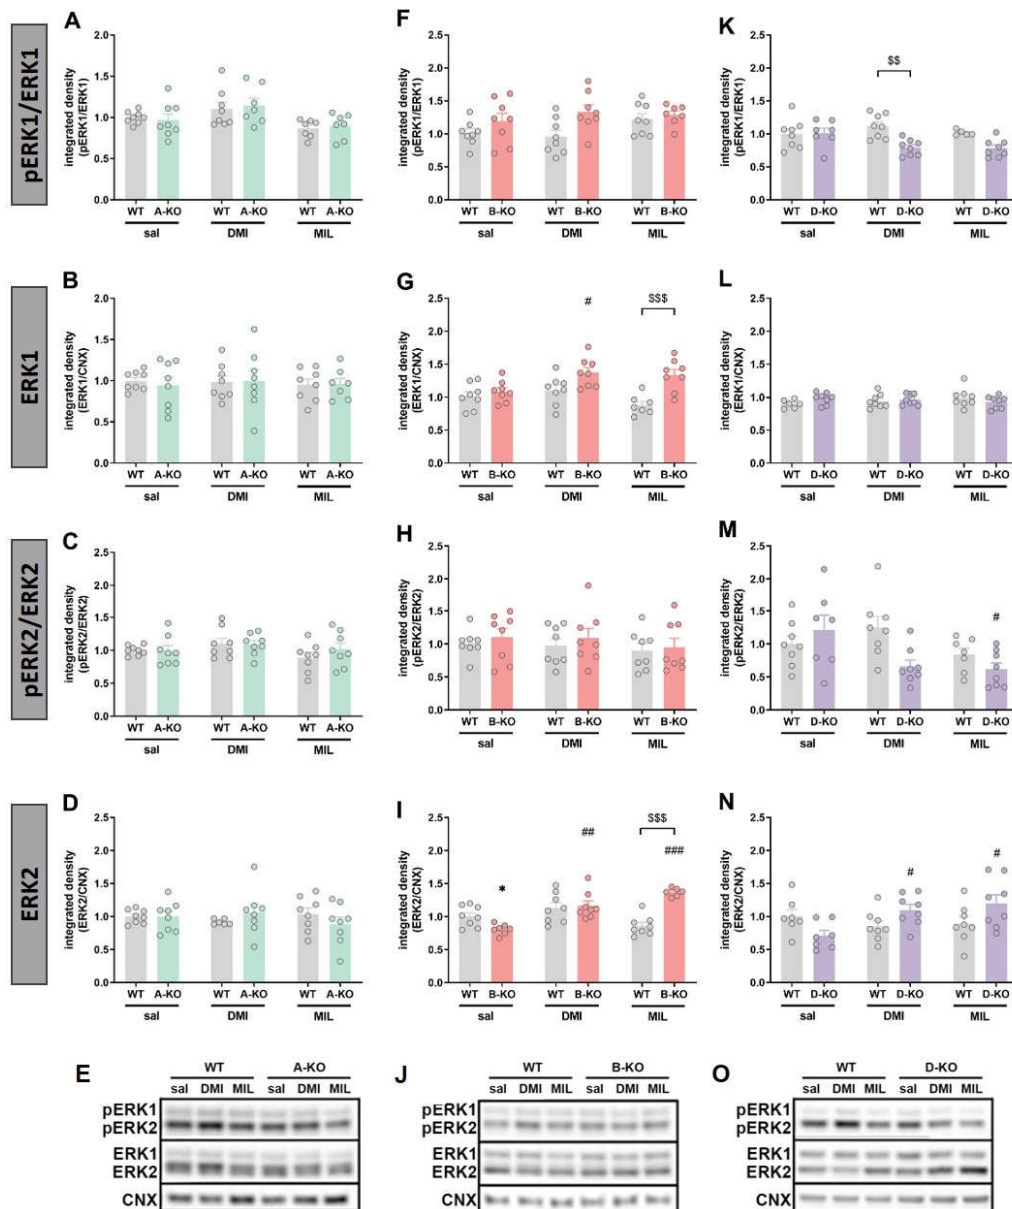 pERK1/ERK1
A
integrated density
(pERK1/ERK1)
2.0
1.5
1.0
0.5
0.0
WT A-KO WT A-KO WT A-KO
sal DMI MIL
F
integrated density
(pERK1/ERK1)
2.5
2.0
1.5
1.0
0.5
0.0
WT B-KO WT B-KO WT B-KO
sal DMI MIL
K
integrated density
(pERK1/ERK1)
2.5
2.0
1.5
1.0
0.5
0.0
$$
WT D-KO WT D-KO WT D-KO
sal DMI MIL
ERK1
B
integrated density
(ERK1/CNX)
2.0
1.5
1.0
0.5
0.0
WT A-KO WT A-KO WT A-KO
sal DMI MIL
G
integrated density
(ERK1/CNX)
2.5
2.0
1.5
1.0
0.5
0.0
# $$$
WT B-KO WT B-KO WT B-KO
sal DMI MIL
L
integrated density
(ERK1/CNX)
2.5
2.0
1.5
1.0
0.5
0.0
WT D-KO WT D-KO WT D-KO
sal DMI MIL
pERK2/ERK2
C
integrated density
(pERK2/ERK2)
2.5
2.0
1.5
1.0
0.5
0.0
WT A-KO WT A-KO WT A-KO
sal DMI MIL
H
integrated density
(pERK2/ERK2)
2.5
2.0
1.5
1.0
0.5
0.0
WT B-KO WT B-KO WT B-KO
sal DMI MIL
M
integrated density
(pERK2/ERK2)
2.5
2.0
1.5
1.0
0.5
0.0
#
WT D-KO WT D-KO WT D-KO
sal DMI MIL
ERK2
D
integrated density
(ERK2/CNX)
2.5
2.0
1.5
1.0
0.5
0.0
WT A-KO WT A-KO WT A-KO
sal DMI MIL
I
integrated density
(ERK2/CNX)
2.5
2.0
1.5
1.0
0.5
0.0
* ## $$$ ###
WT B-KO WT B-KO WT B-KO
sal DMI MIL
N
integrated density
(ERK2/CNX)
2.5
2.0
1.5
1.0
0.5
0.0
# #
WT D-KO WT D-KO WT D-KO
sal DMI MIL
E
WT A-KO
sal DMI MIL sal DMI MIL
pERK1
pERK2
ERK1
ERK2
CNX
J
WT B-KO
sal DMI MIL sal DMI MIL
pERK1
pERK2
ERK1
ERK2
CNX
O
WT D-KO
sal DMI MIL sal DMI MIL
pERK1
pERK2
ERK1
ERK2
CNX